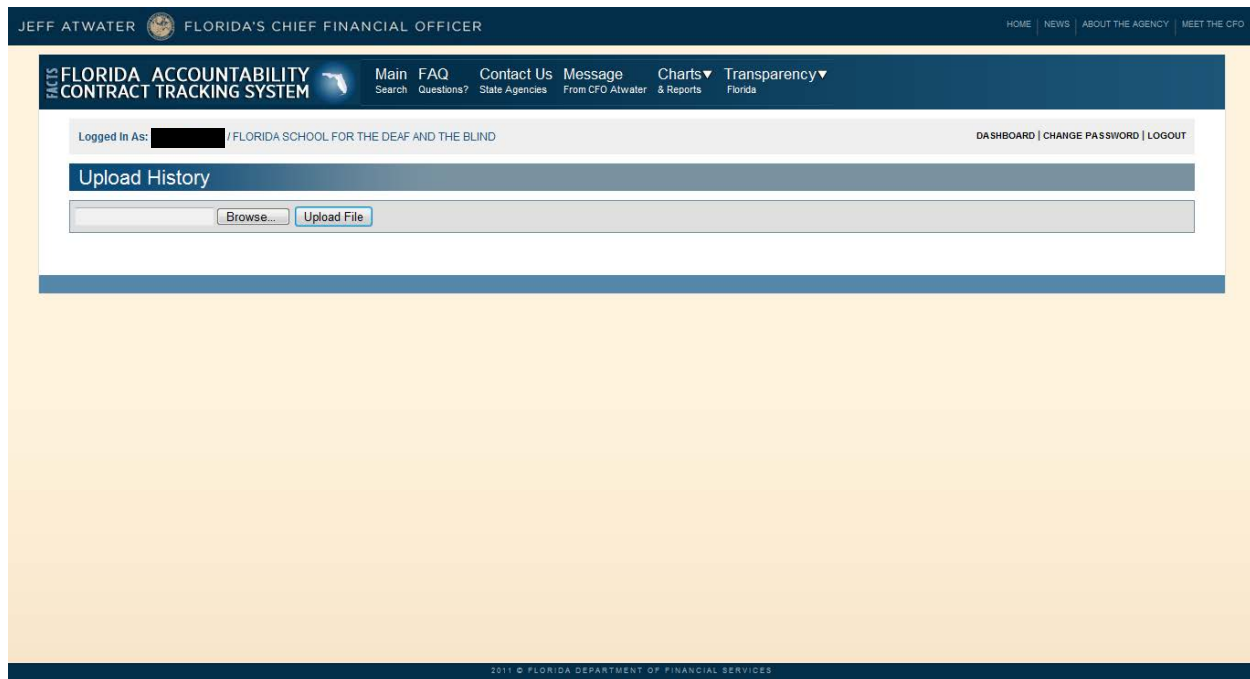 JEFF ATWATER FLORIDA'S CHIEF FINANCIAL OFFICER
HOME | NEWS | ABOUT THE AGENCY | MEET THE CFO
FACTS
FLORIDA ACCOUNTABILITY
CONTRACT TRACKING SYSTEM
Main FAQ Contact Us Message Charts▼ Transparency▼
Search Questions? State Agencies From CFO Atwater & Reports Florida
Logged In As: / FLORIDA SCHOOL FOR THE DEAF AND THE BLIND
DASHBOARD | CHANGE PASSWORD | LOGOUT
Upload History
Browse... Upload File
2011 © FLORIDA DEPARTMENT OF FINANCIAL SERVICES